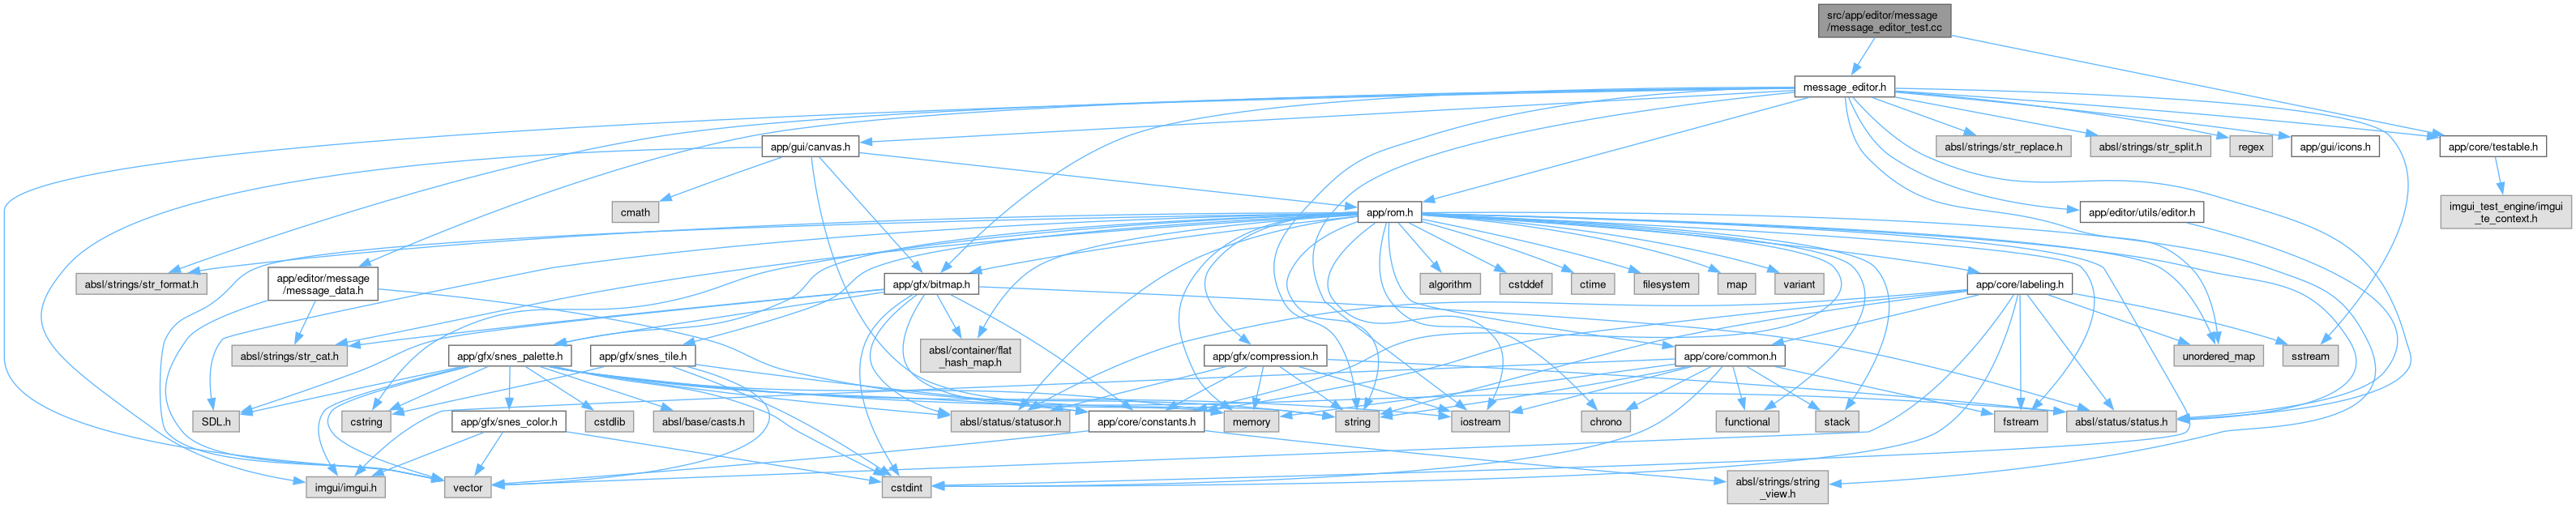 src/app/editor/message
/message_editor_test.cc
message_editor.h
app/gui/canvas.h
absl/strings/str_replace.h
absl/strings/str_split.h
regex
app/gui/icons.h
app/core/testable.h
cmath
app/rom.h
app/editor/utils/editor.h
imgui_test_engine/imgui
_te_context.h
absl/strings/str_format.h
app/editor/message
/message_data.h
app/gfx/bitmap.h
algorithm
cstddef
ctime
filesystem
map
variant
app/core/labeling.h
absl/strings/str_cat.h
app/gfx/snes_palette.h
app/gfx/snes_tile.h
absl/container/flat
_hash_map.h
app/gfx/compression.h
app/core/common.h
unordered_map
sstream
SDL.h
cstring
app/gfx/snes_color.h
cstdlib
absl/base/casts.h
absl/status/statusor.h
app/core/constants.h
memory
string
iostream
chrono
functional
stack
fstream
absl/status/status.h
imgui/imgui.h
vector
cstdint
absl/strings/string
_view.h